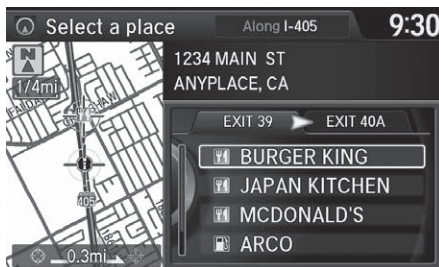 Select a place
Along I-405
9:30
N
1/4mi
1234 MAIN ST
ANYPLACE, CA
EXIT 39
EXIT 40A
BURGER KING
JAPAN KITCHEN
MCDONALD'S
ARCO
405
0.3mi